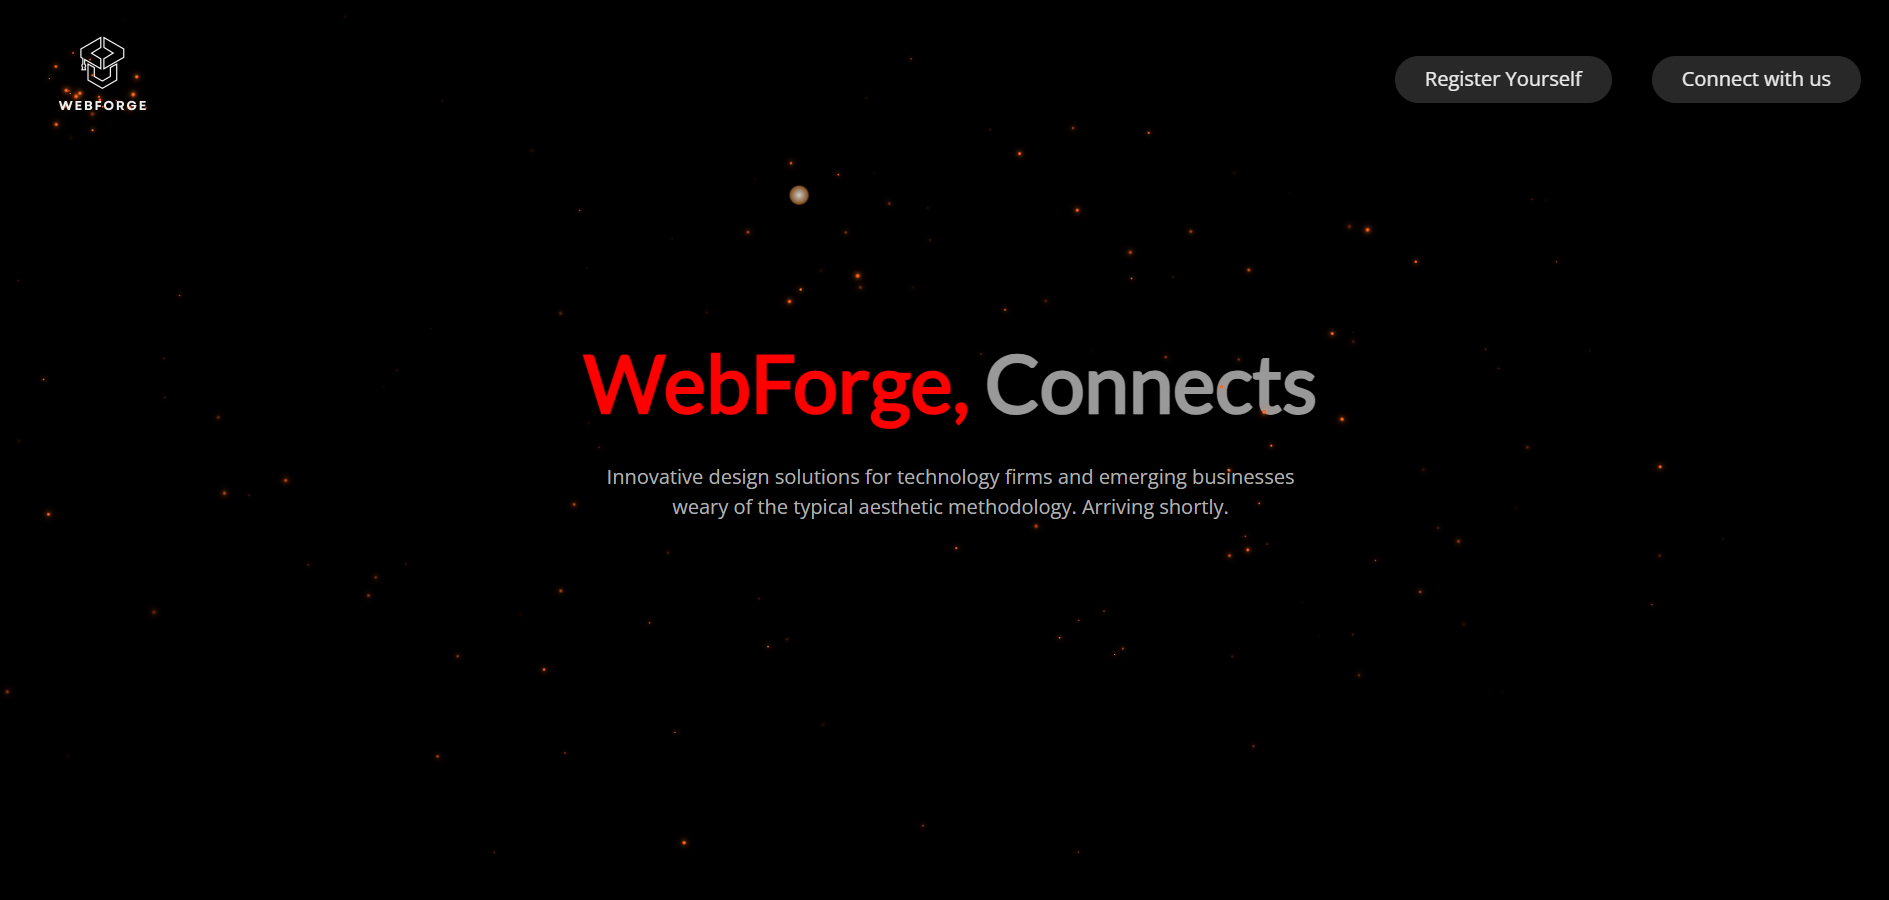 WEBFORGE
Register Yourself
Connect with us
WebForge, Connects
Innovative design solutions for technology firms and emerging businesses
weary of the typical aesthetic methodology. Arriving shortly.